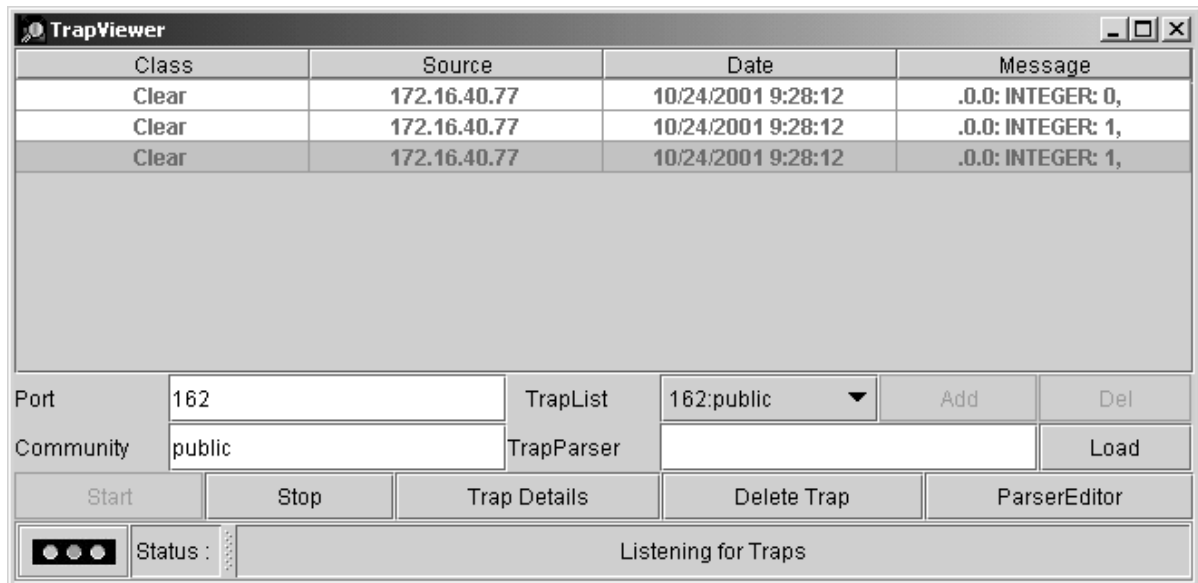 TrapViewer
Class Source Date Message
Clear 172.16.40.77 10/24/2001 9:28:12 .0.0: INTEGER: 0,
Clear 172.16.40.77 10/24/2001 9:28:12 .0.0: INTEGER: 1,
Clear 172.16.40.77 10/24/2001 9:28:12 .0.0: INTEGER: 1,
Port 162 TrapList 162:public Add Del
Community public TrapParser Load
Start Stop Trap Details Delete Trap ParserEditor
Status : Listening for Traps